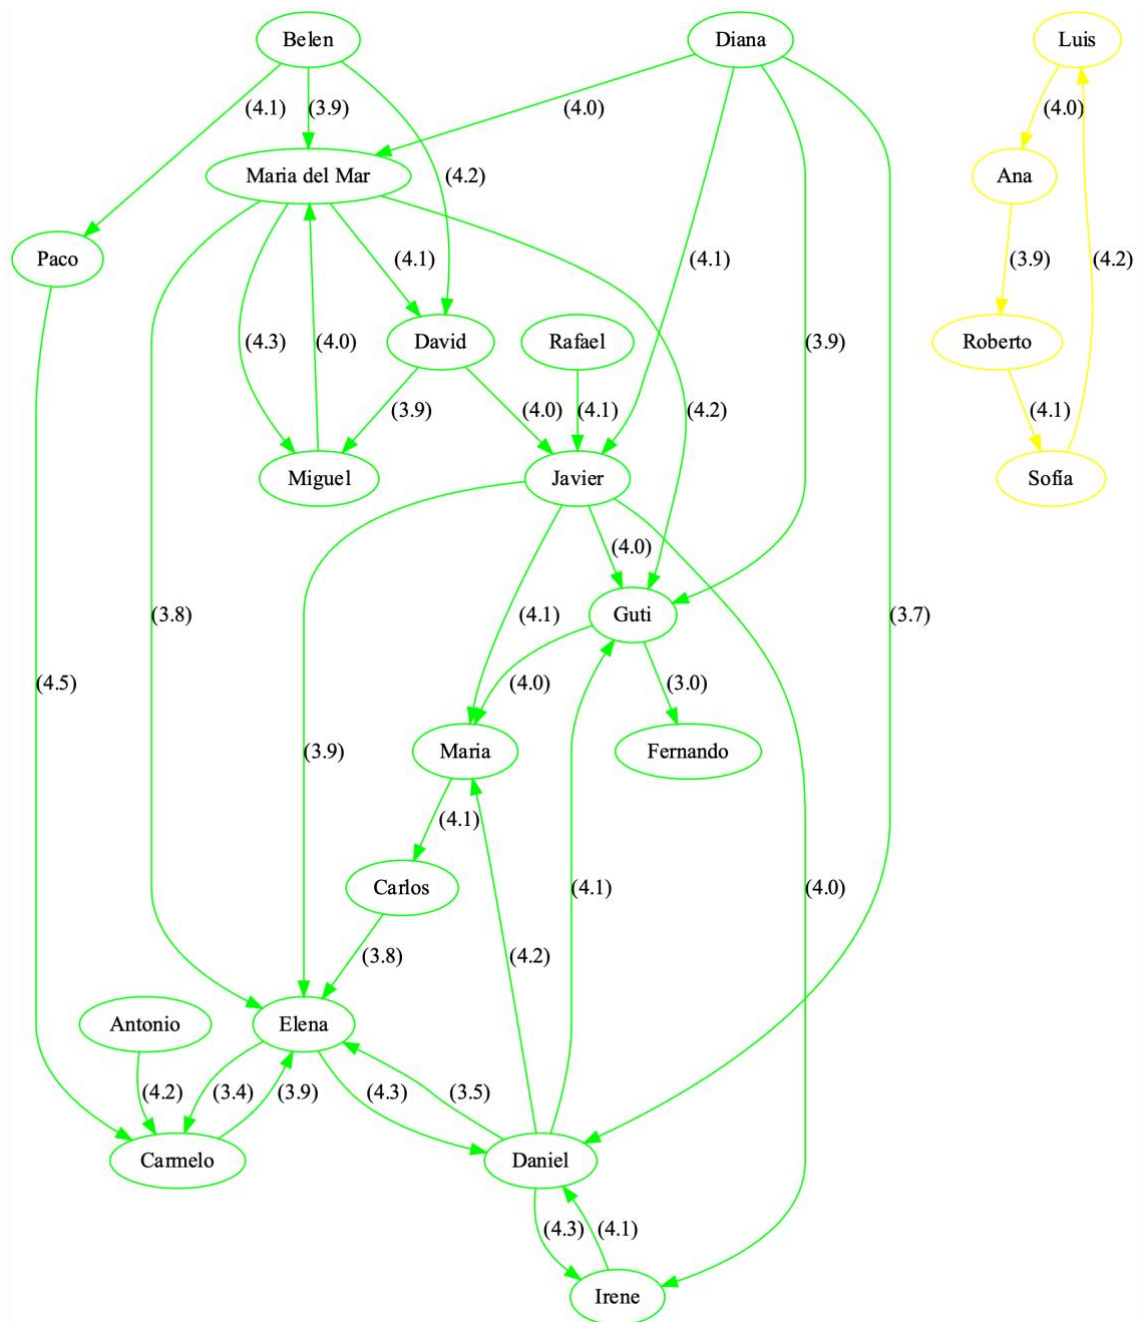 Belen
Diana
Luis
(4.1)
(3.9)
(4.0)
(4.0)
Maria del Mar
(4.2)
Ana
Paco
(4.1)
(4.1)
(3.9)
(4.2)
David
Rafael
Roberto
(4.3)
(4.0)
(3.9)
(3.9)
(4.0)
(4.1)
(4.2)
(4.1)
Miguel
Javier
Sofía
(4.0)
(3.8)
(4.1)
Guti
(3.7)
(4.5)
(4.0)
(3.0)
(3.9)
Maria
Fernando
(4.1)
Carlos
(4.1)
(4.0)
(3.8)
(4.2)
Antonio
Elena
(4.2)
(3.4)
(3.9)
(4.3)
(3.5)
Carmelo
Daniel
(4.3)
(4.1)
Irene